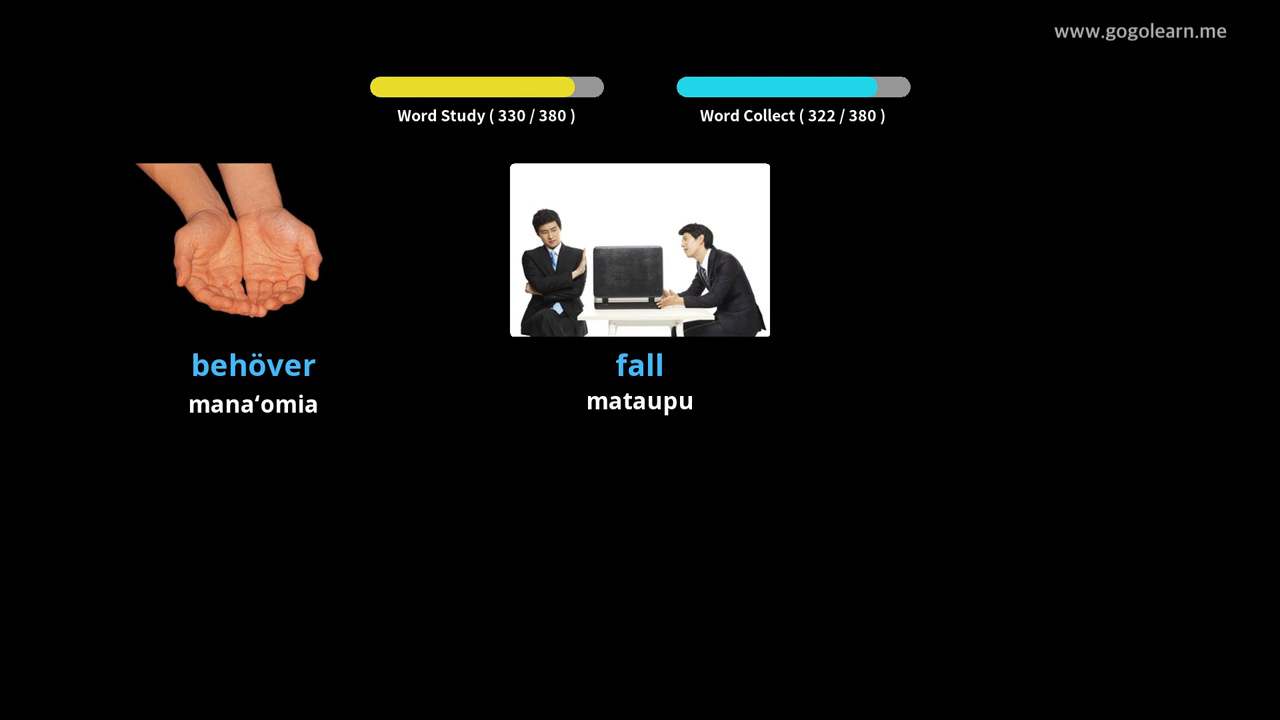 www.gogolearn.me
Word Study ( 330 / 380 )
Word Collect ( 322 / 380 )
behöver
manaʻomia
fall
mataupu